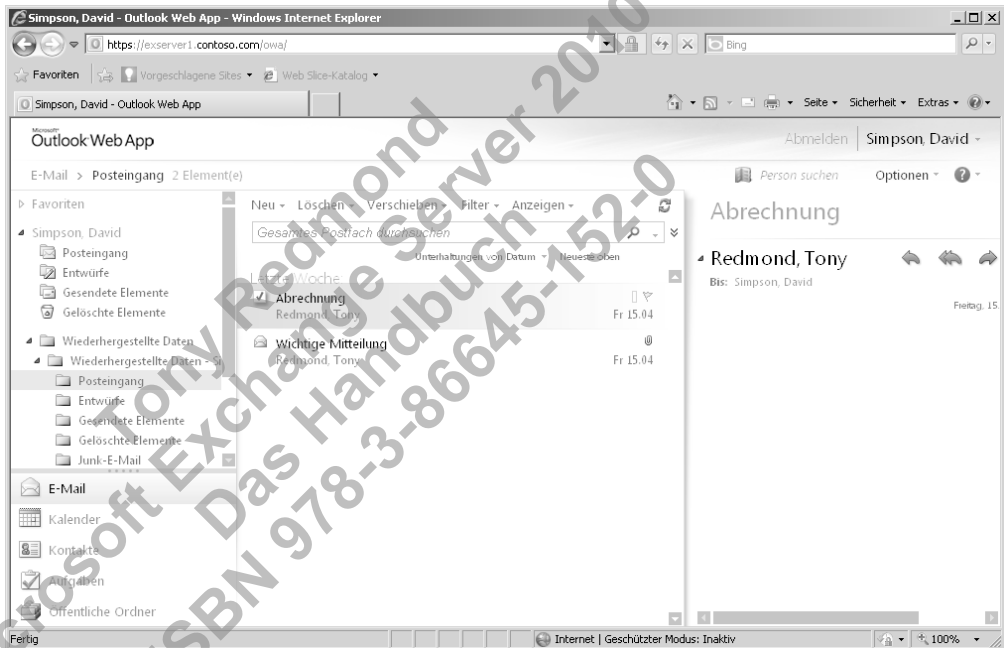 Simpson, David - Outlook Web App - Windows Internet Explorer
https://exserver1.contoso.com/owa/
Bing
Favoriten
Vorgeschlagene Sites
Web Slice-Katalog
Simpson, David - Outlook Web App
Seite
Sicherheit
Extras
Microsoft
Outlook Web App
Abmelden
Simpson, David
E-Mail > Posteingang 2 Element(e)
Person suchen
Optionen
Favoriten
Simpson, David
Posteingang
Entwürfe
Gesendete Elemente
Gelöschte Elemente
Wiederhergestellte Daten
Wiederhergestellte Daten - Si
Posteingang
Entwürfe
Gesendete Elemente
Gelöschte Elemente
Junk-E-Mail
E-Mail
Kalender
Kontakte
Aufgaben
Öffentliche Ordner
Neu
Löschen
Verschieben
Filter
Anzeigen
Gesamtes Postfach durchsuchen
Unterhaltungen von Datum
Neueste oben
Letzte Woche
Abrechnung
Redmond, Tony
Fr 15.04
Wichtige Mitteilung
Redmond, Tony
Fr 15.04
Abrechnung
Redmond, Tony
Bis: Simpson, David
Freitag, 15.
Fertig
Internet | Geschützter Modus: Inaktiv
100%
Tony Redmond
crosoft Exchange Server 2010
Das Handbuch
ISBN 978-3-86645-152-0